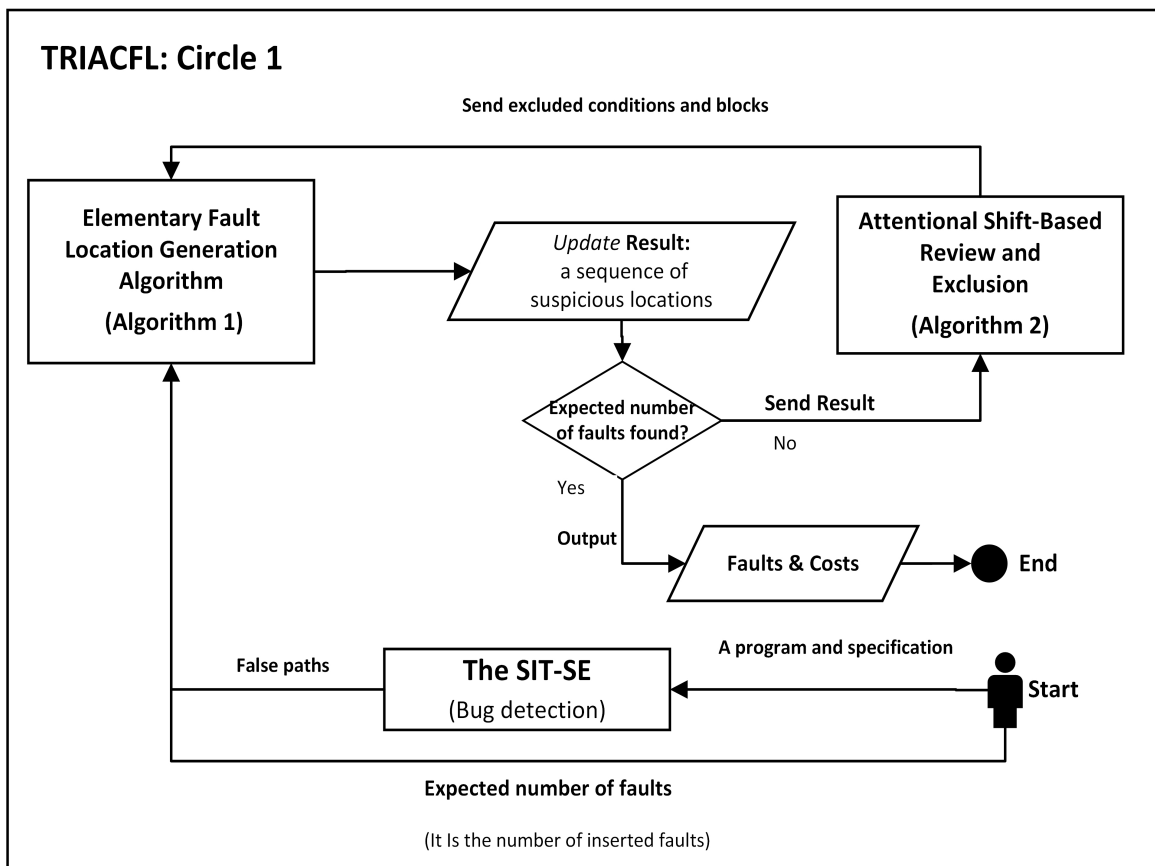 TRIACFL: Circle 1
Send excluded conditions and blocks
Elementary Fault
Location Generation
Algorithm
(Algorithm 1)
Update Result:
a sequence of
suspicious locations
Attentional Shift-Based
Review and
Exclusion
(Algorithm 2)
Expected number
of faults found?
Send Result
No
Yes
Output
Faults & Costs
End
A program and specification
False paths
The SIT-SE
(Bug detection)
Start
Expected number of faults
(It Is the number of inserted faults)